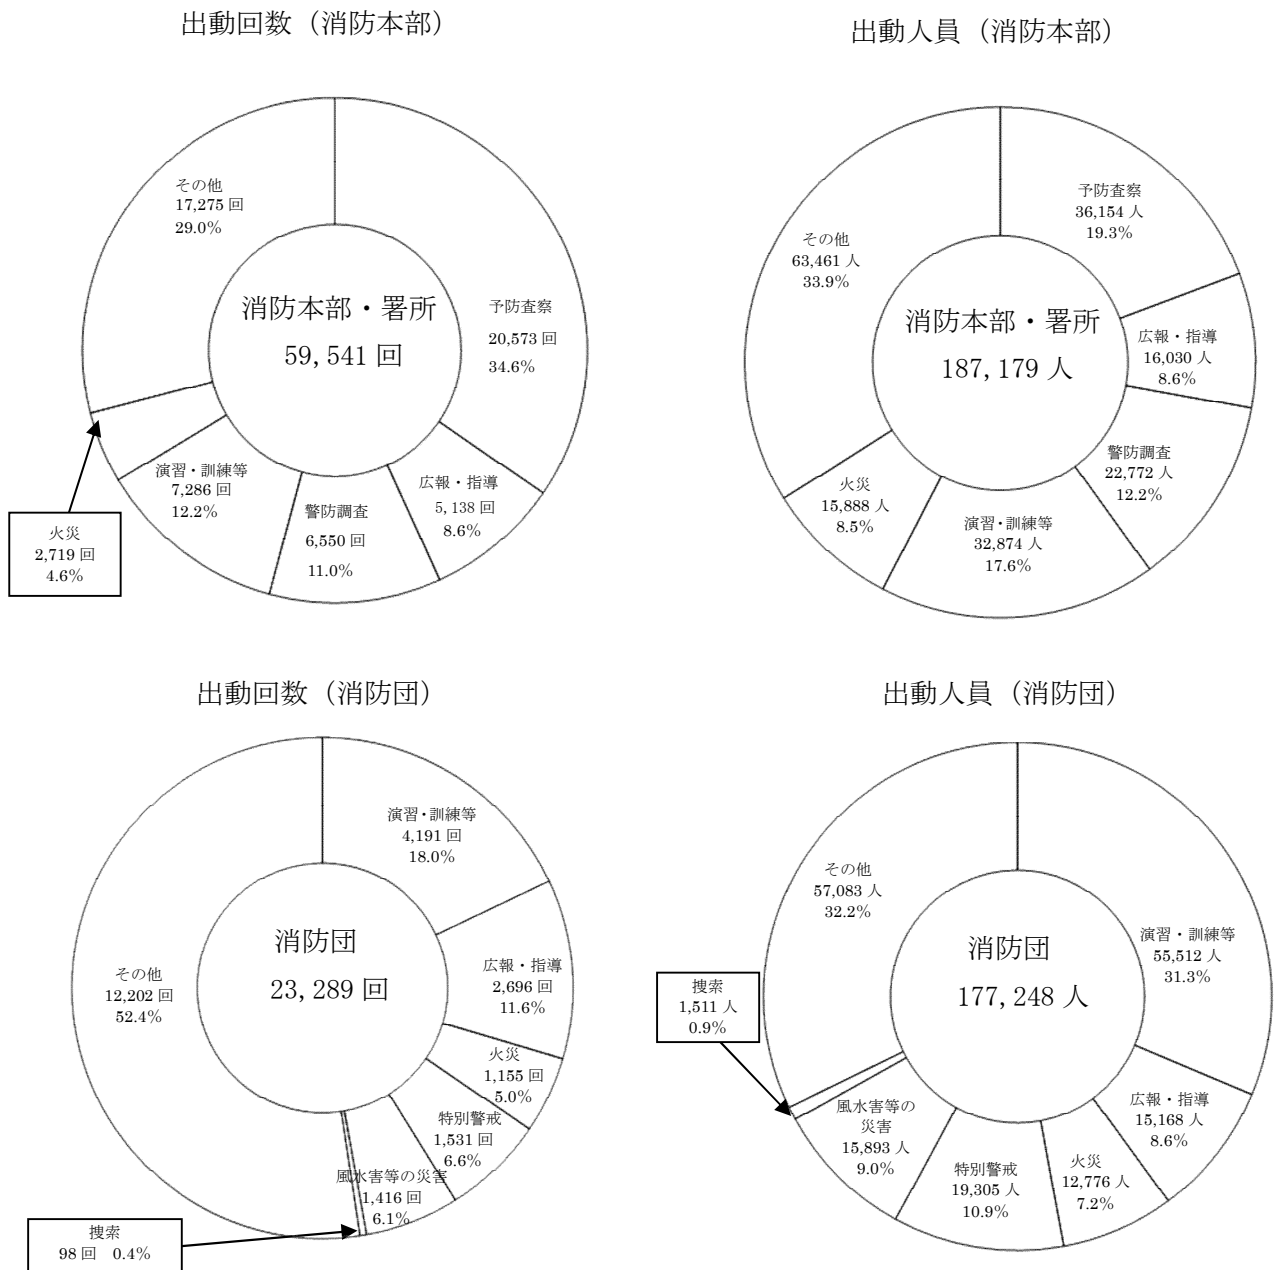 出動回数（消防本部）
その他
17,275 回
29.0%
消防本部・署所
59,541 回
予防査察
20,573 回
34.6%
広報・指導
5,138 回
8.6%
警防調査
6,550 回
11.0%
演習・訓練等
7,286 回
12.2%
火災
2,719 回
4.6%
出動人員（消防本部）
予防査察
36,154 人
19.3%
その他
63,461 人
33.9%
消防本部・署所
187,179 人
広報・指導
16,030 人
8.6%
警防調査
22,772 人
12.2%
演習・訓練等
32,874 人
17.6%
火災
15,888 人
8.5%
出動回数（消防団）
演習・訓練等
4,191 回
18.0%
消防団
23,289 回
広報・指導
2,696 回
11.6%
火災
1,155 回
5.0%
特別警戒
1,531 回
6.6%
風水害等の災害
1,416 回
6.1%
捜索
98 回　0.4%
その他
12,202 回
52.4%
出動人員（消防団）
その他
57,083 人
32.2%
消防団
177,248 人
演習・訓練等
55,512 人
31.3%
広報・指導
15,168 人
8.6%
火災
12,776 人
7.2%
特別警戒
19,305 人
10.9%
風水害等の
災害
15,893 人
9.0%
捜索
1,511 人
0.9%